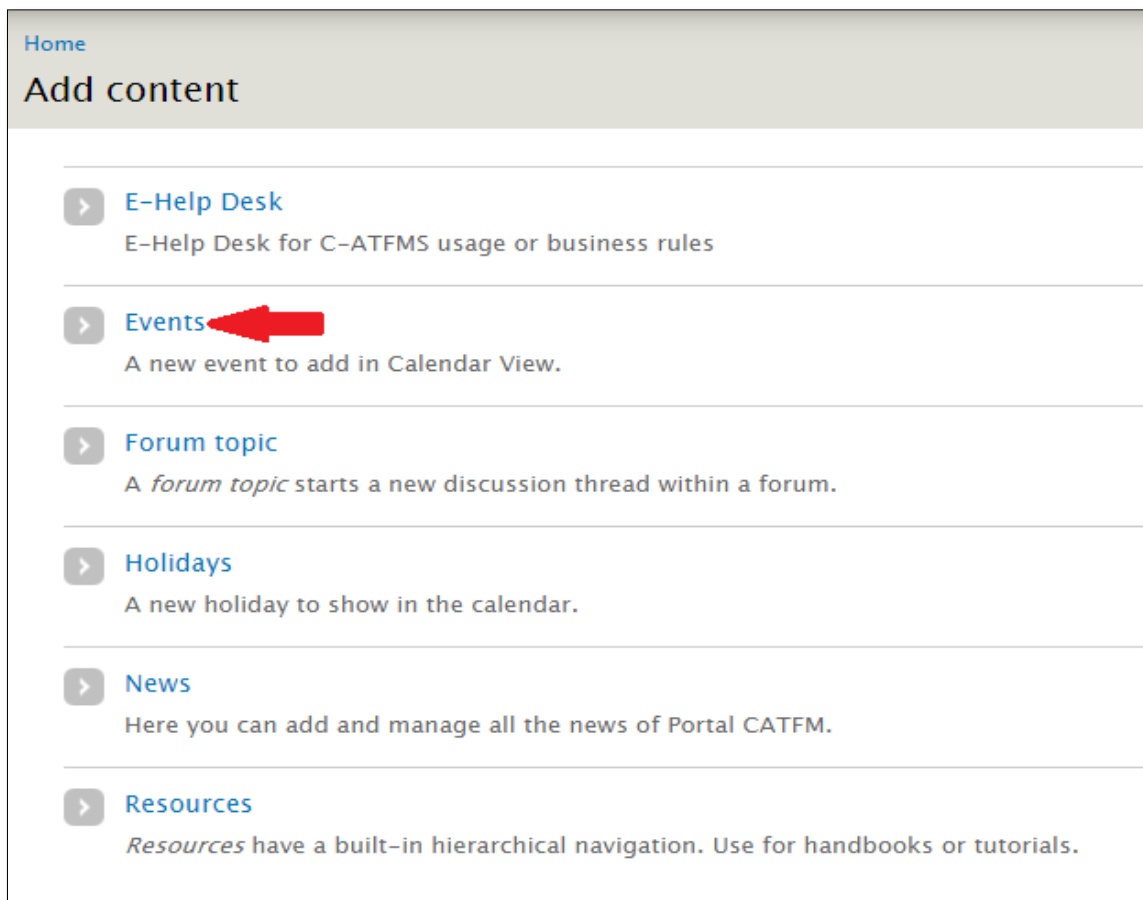 Home
Add content
E-Help Desk
E-Help Desk for C-ATFMS usage or business rules
Events
A new event to add in Calendar View.
Forum topic
A forum topic starts a new discussion thread within a forum.
Holidays
A new holiday to show in the calendar.
News
Here you can add and manage all the news of Portal CATFM.
Resources
Resources have a built-in hierarchical navigation. Use for handbooks or tutorials.